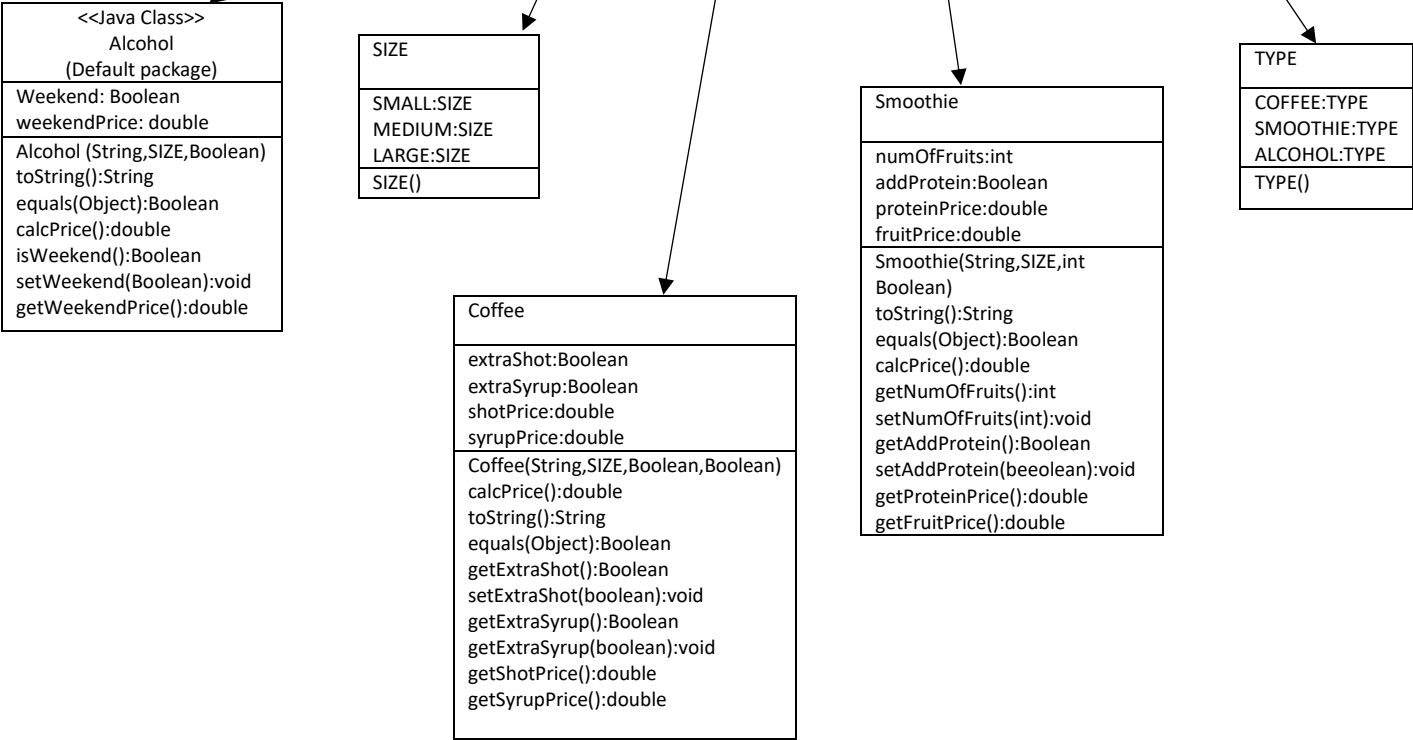 <<Java Class>>
Alcohol
(Default package)
Weekend: Boolean
weekendPrice: double
Alcohol (String,SIZE,Boolean)
toString():String
equals(Object):Boolean
calcPrice():double
isWeekend():Boolean
setWeekend(Boolean):void
getWeekendPrice():double
SIZE
SMALL:SIZE
MEDIUM:SIZE
LARGE:SIZE
SIZE()
Coffee
extraShot:Boolean
extraSyrup:Boolean
shotPrice:double
syrupPrice:double
Coffee(String,SIZE,Boolean,Boolean)
calcPrice():double
toString():String
equals(Object):Boolean
getExtraShot():Boolean
setExtraShot(boolean):void
getExtraSyrup():Boolean
getExtraSyrup(boolean):void
getShotPrice():double
getSyrupPrice():double
Smoothie
numOfFruits:int
addProtein:Boolean
proteinPrice:double
fruitPrice:double
Smoothie(String,SIZE,int
Boolean)
toString():String
equals(Object):Boolean
calcPrice():double
getNumOfFruits():int
setNumOfFruits(int):void
getAddProtein():Boolean
setAddProtein(beeolean):void
getProteinPrice():double
getFruitPrice():double
TYPE
COFFEE:TYPE
SMOOTHIE:TYPE
ALCOHOL:TYPE
TYPE()